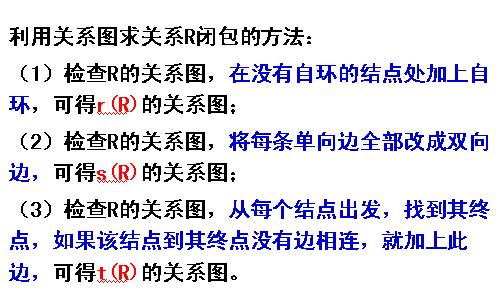 利用关系图求关系R闭包的方法：
（1）检查R的关系图，在没有自环的结点处加上自
环，可得r(R)的关系图；
（2）检查R的关系图，将每条单向边全部改成双向
边，可得s(R)的关系图；
（3）检查R的关系图，从每个结点出发，找到其终
点，如果该结点到其终点没有边相连，就加上此
边，可得t(R)的关系图。